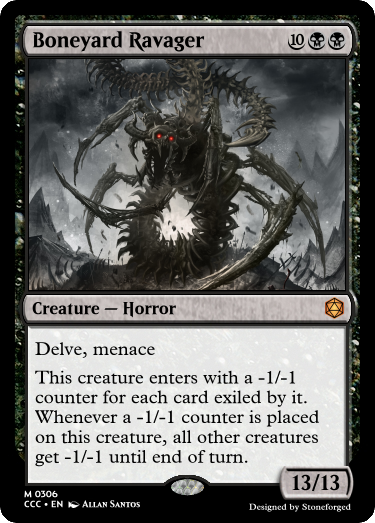 Boneyard Ravager 10
Creature — Horror
Delve, menace
This creature enters with a -1/-1
counter for each card exiled by it.
Whenever a -1/-1 counter is placed
on this creature, all other creatures
get -1/-1 until end of turn.
13/13
M 0306
CCC • EN ALLAN SANTOS
Designed by Stoneforged